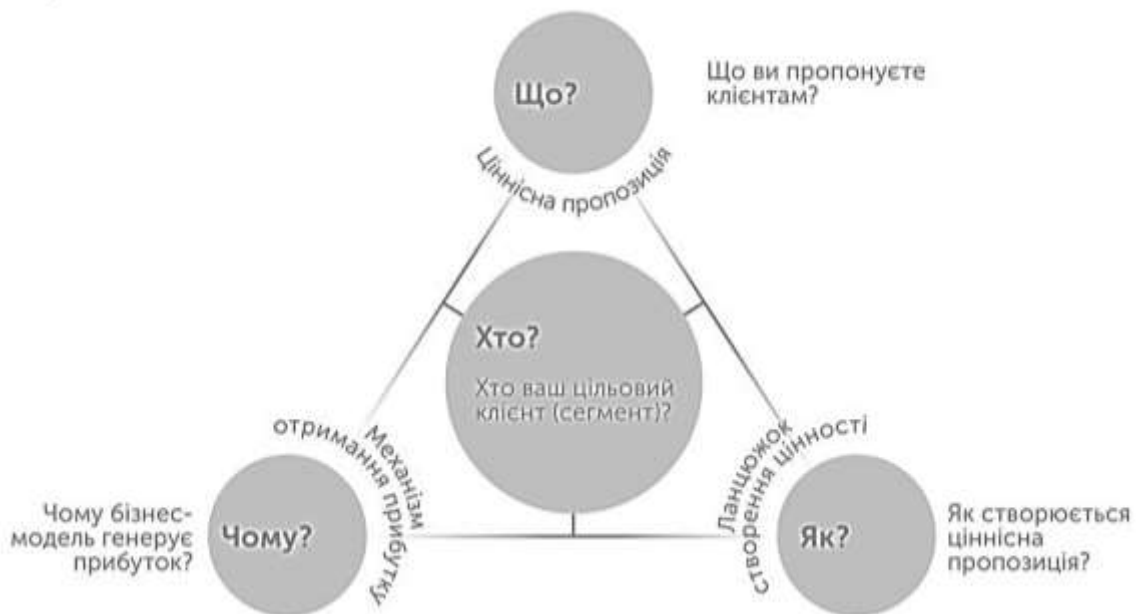 Що?
Що ви пропонуєте
клієнтам?
Ціннісна пропозиція
Хто?
Хто ваш цільовий
клієнт (сегмент)?
Механізм
отримання прибутку
Ланцюжок
створення цінності
Чому бізнес-
модель генерує
прибуток?
Чому?
Як?
Як створюється
ціннісна
пропозиція?